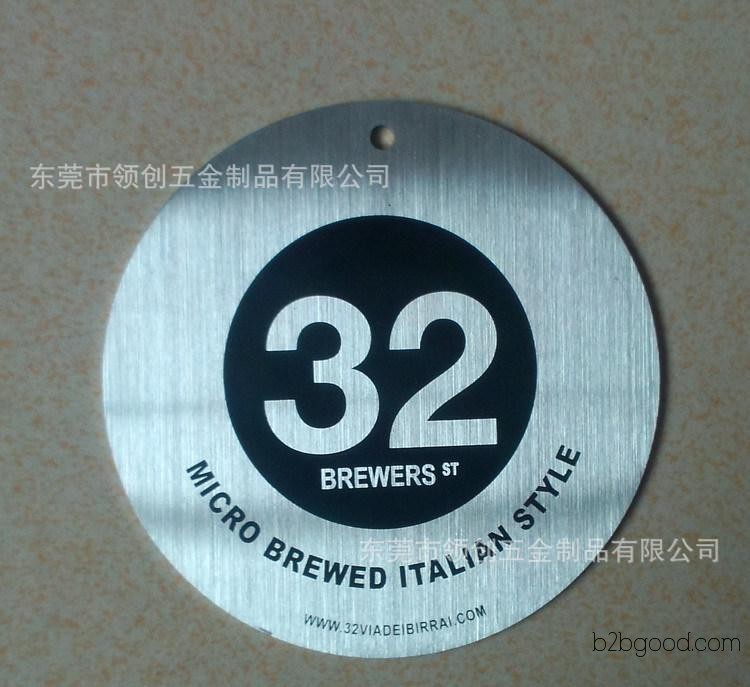 东莞市领创五金制品有限公司
32
BREWERS ST
MICRO BREWED ITALIAN STYLE
东莞市领创五金制品有限公司
WWW.32VIADEIBIRRAI.COM
b2bgood.com